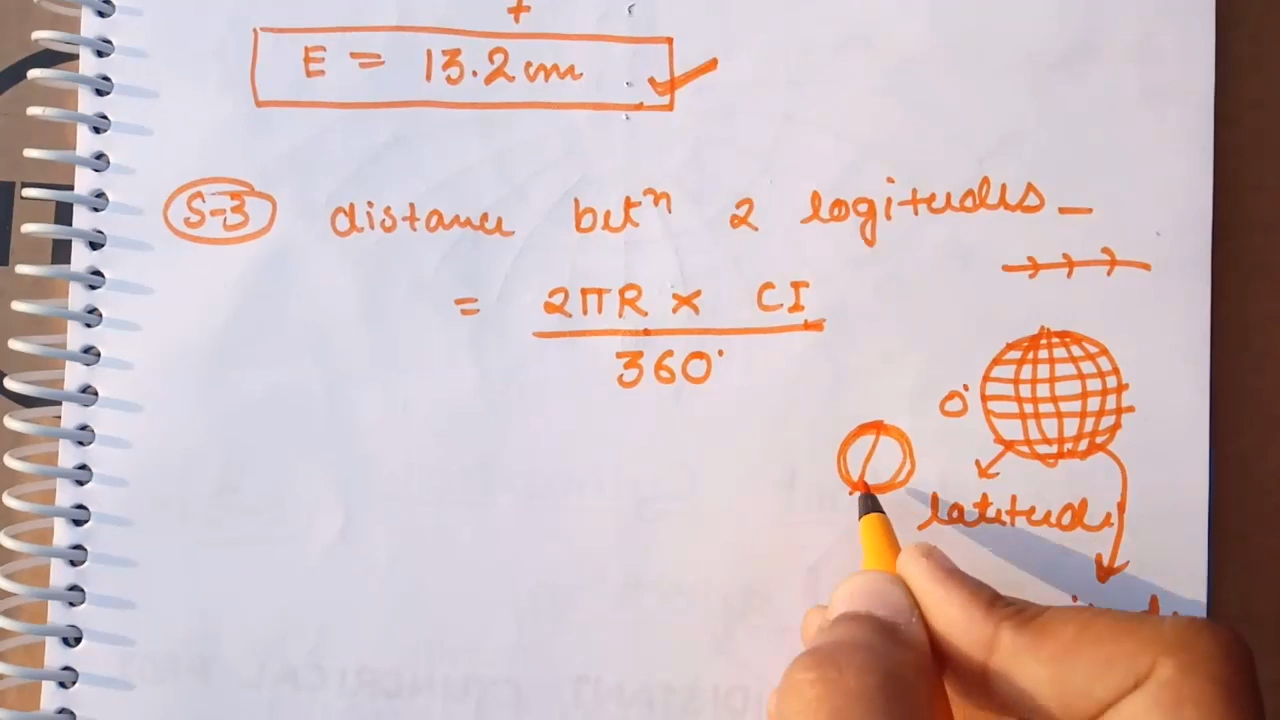 E = 13.2 cm
S-3 distance betⁿ 2 logitudes -
= 2πR x CI
360°
0°
latitude